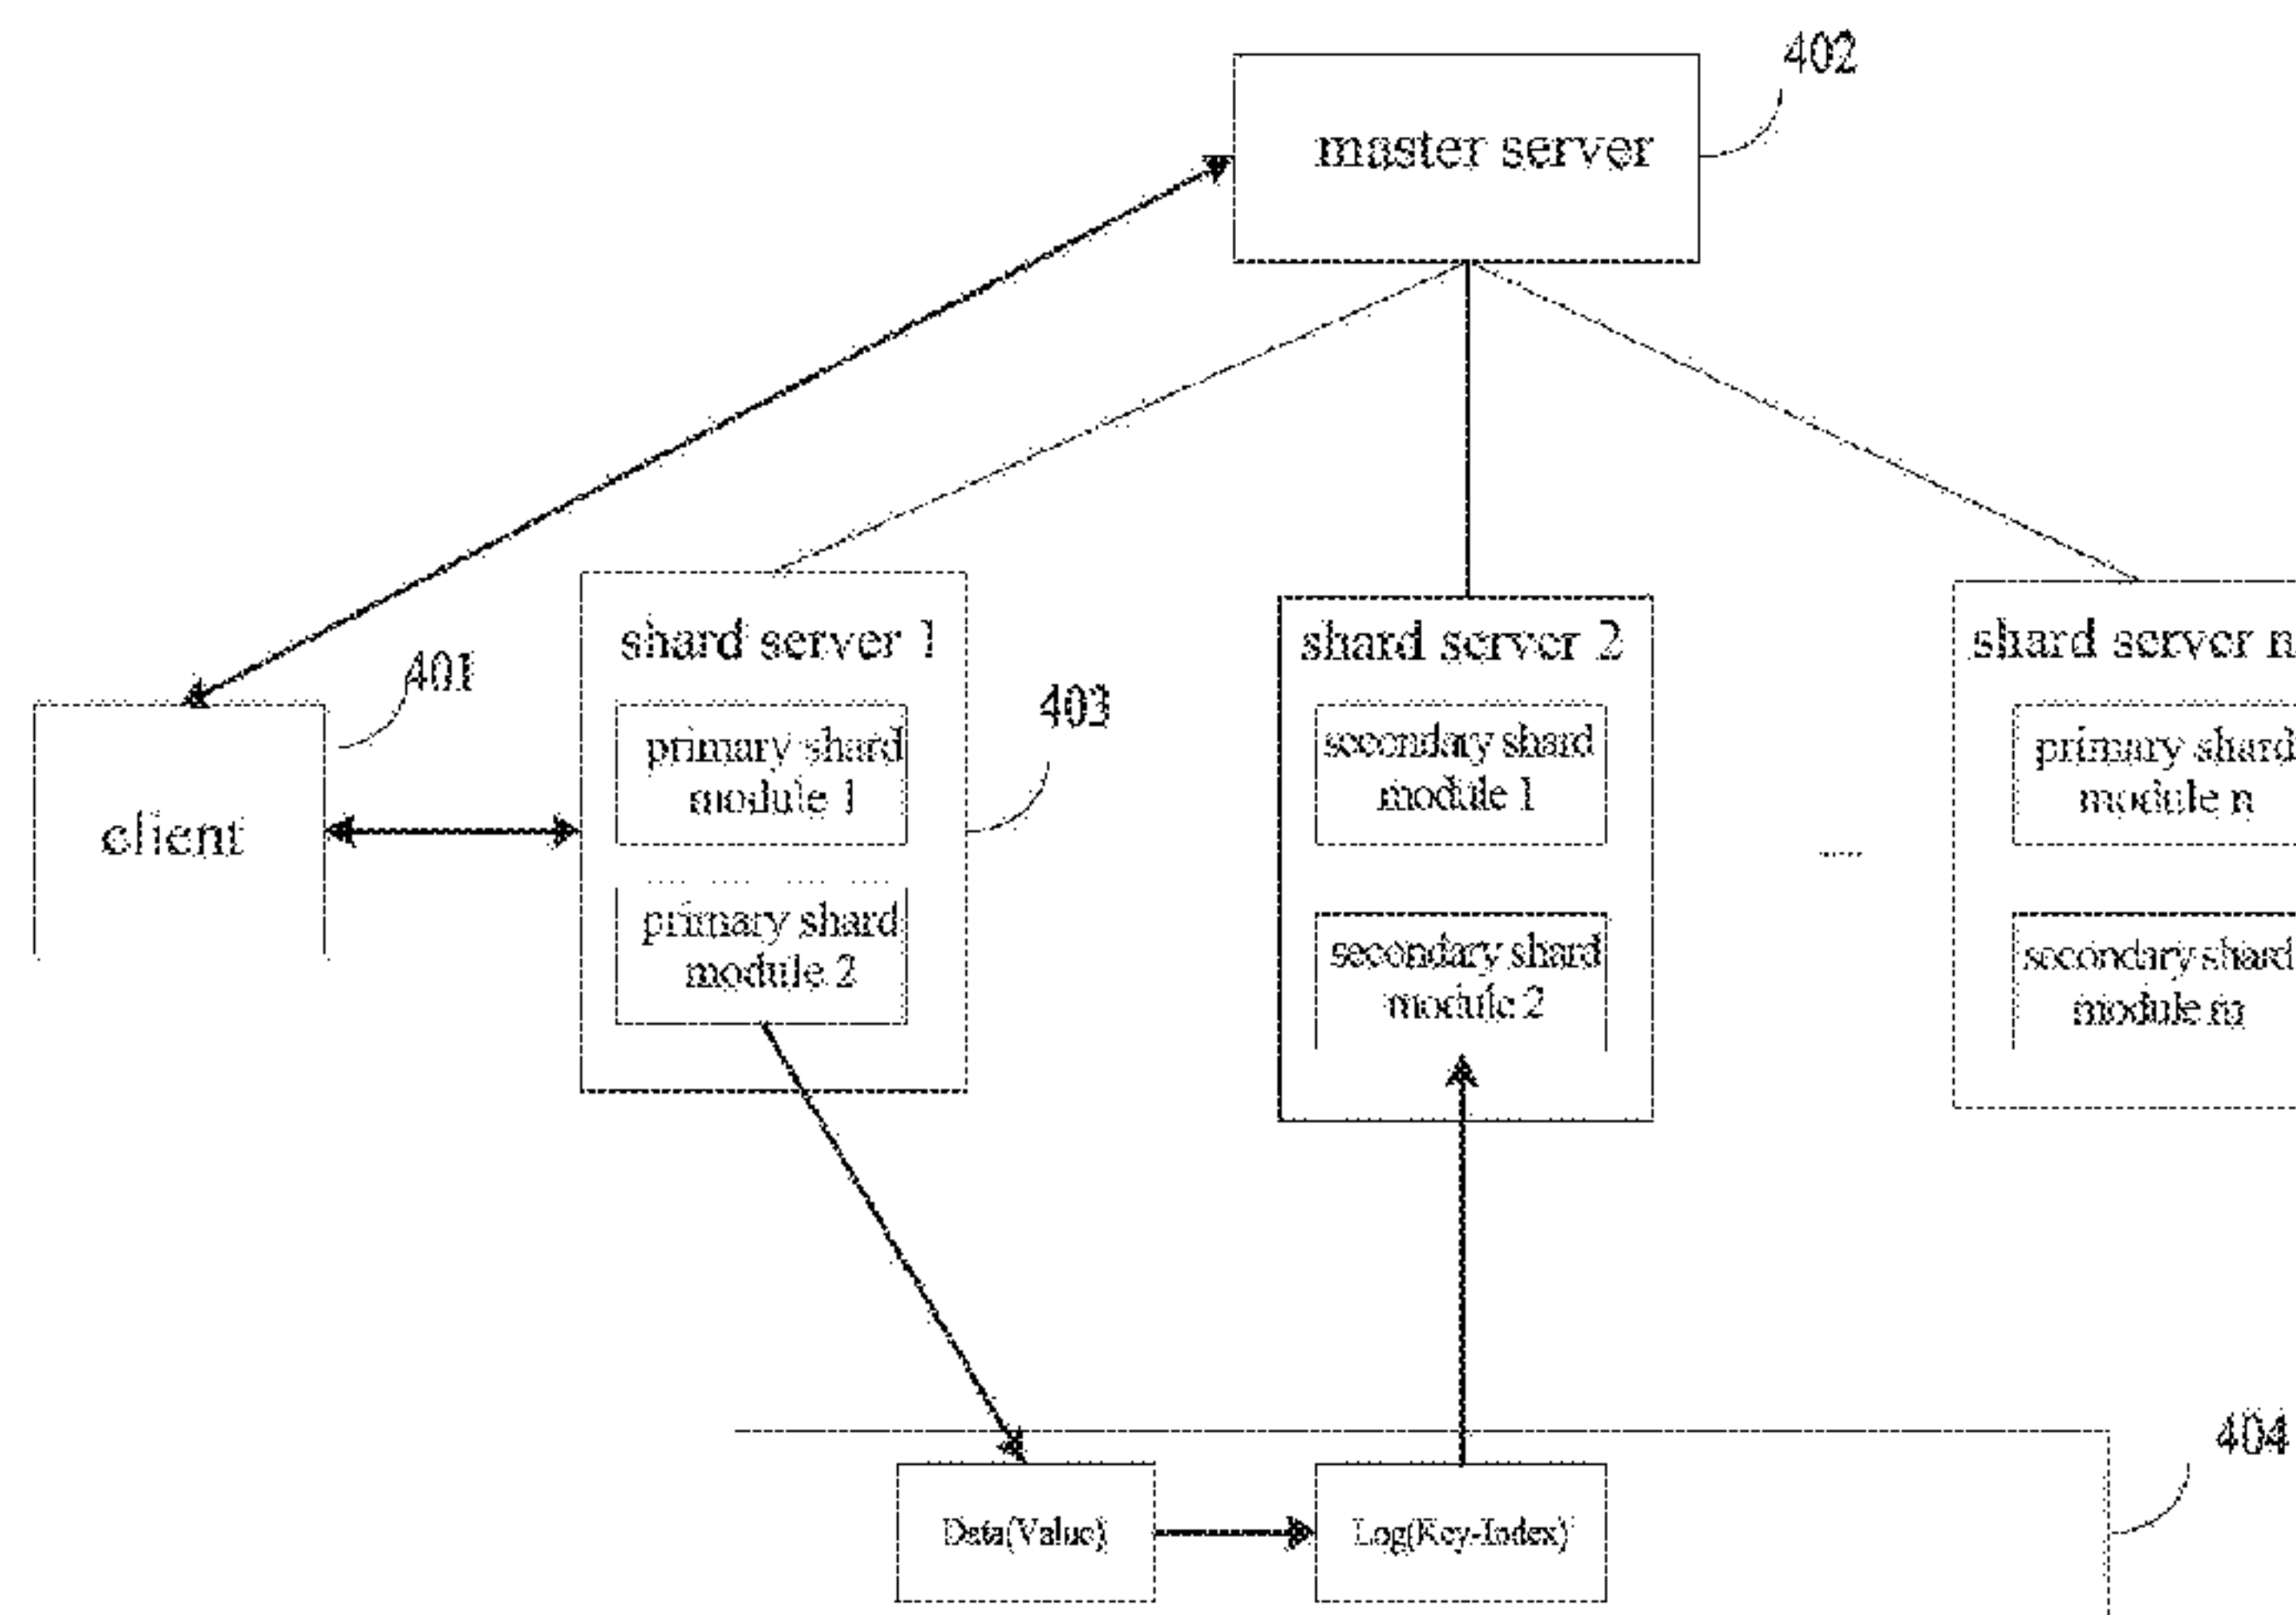 402
master server
401
client
shard server 1
primary shard
module 1
primary shard
module 2
403
shard server 2
secondary shard
module 1
secondary shard
module 2
shard server n
primary shard
module n
secondary shard
module m
404
Data(Value)
Log(Key-Index)